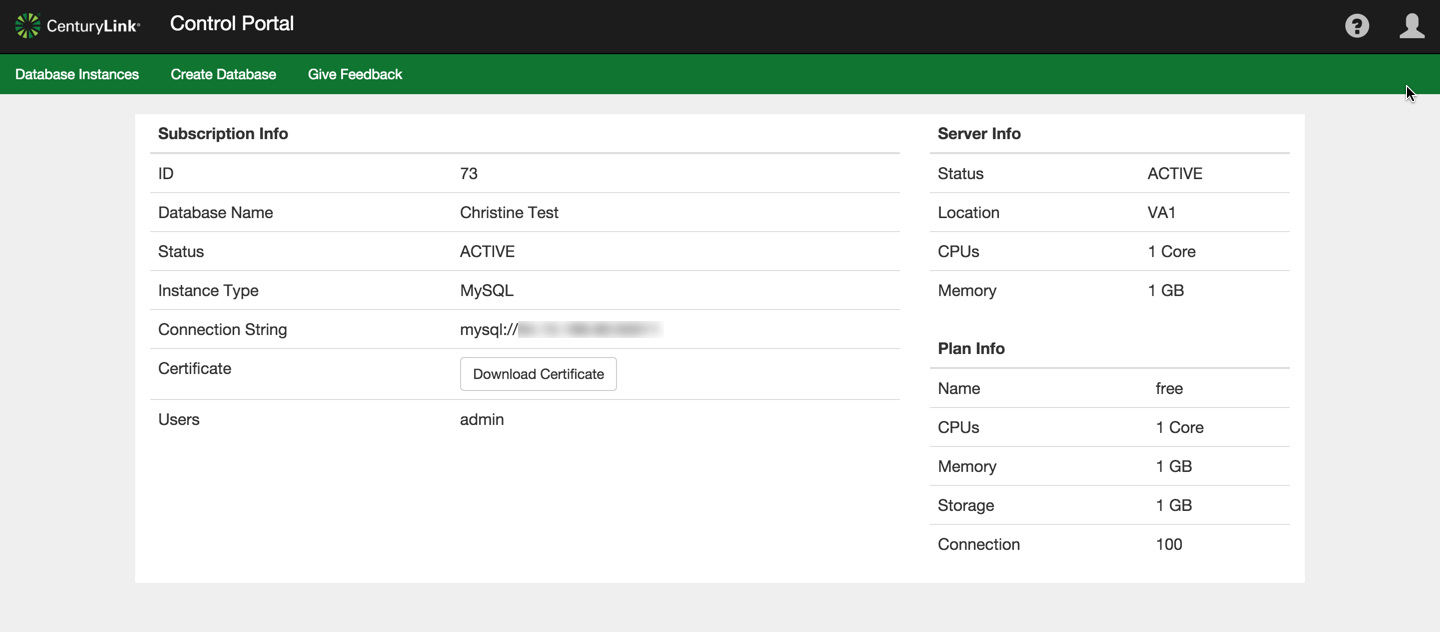 CenturyLink® Control Portal
Database Instances Create Database Give Feedback
Subscription Info
ID 73
Database Name Christine Test
Status ACTIVE
Instance Type MySQL
Connection String mysql://
Certificate Download Certificate
Users admin
Server Info
Status ACTIVE
Location VA1
CPUs 1 Core
Memory 1 GB
Plan Info
Name free
CPUs 1 Core
Memory 1 GB
Storage 1 GB
Connection 100